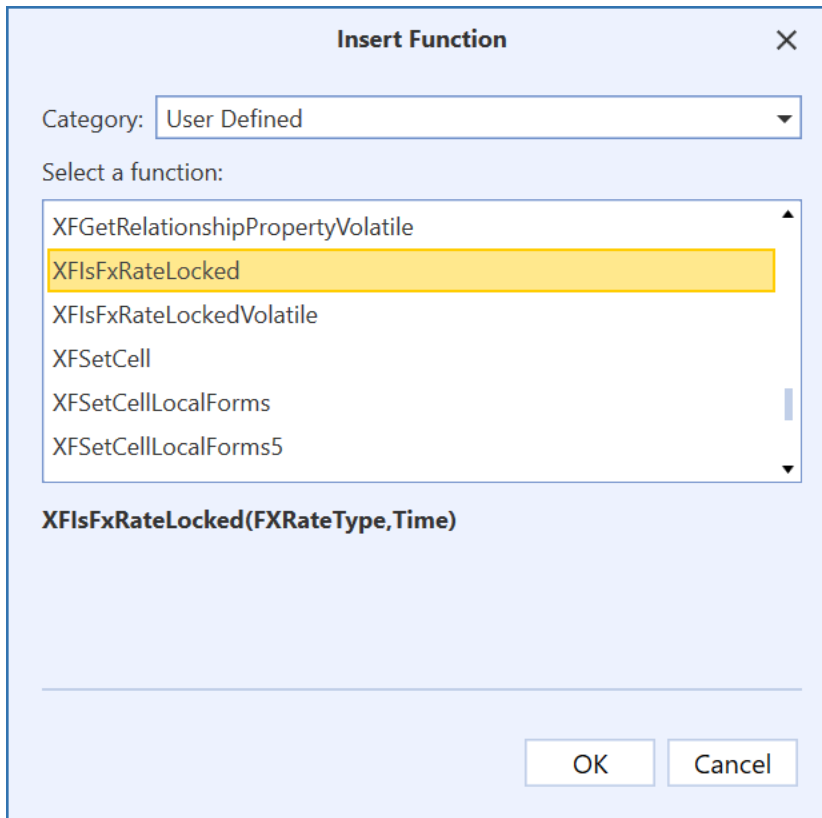 Insert Function
Category: User Defined
Select a function:
XFGetRelationshipPropertyVolatile
XFIsFxRateLocked
XFIsFxRateLockedVolatile
XFSetCell
XFSetCellLocalForms
XFSetCellLocalForms5
XFIsFxRateLocked(FXRateType,Time)
OK Cancel